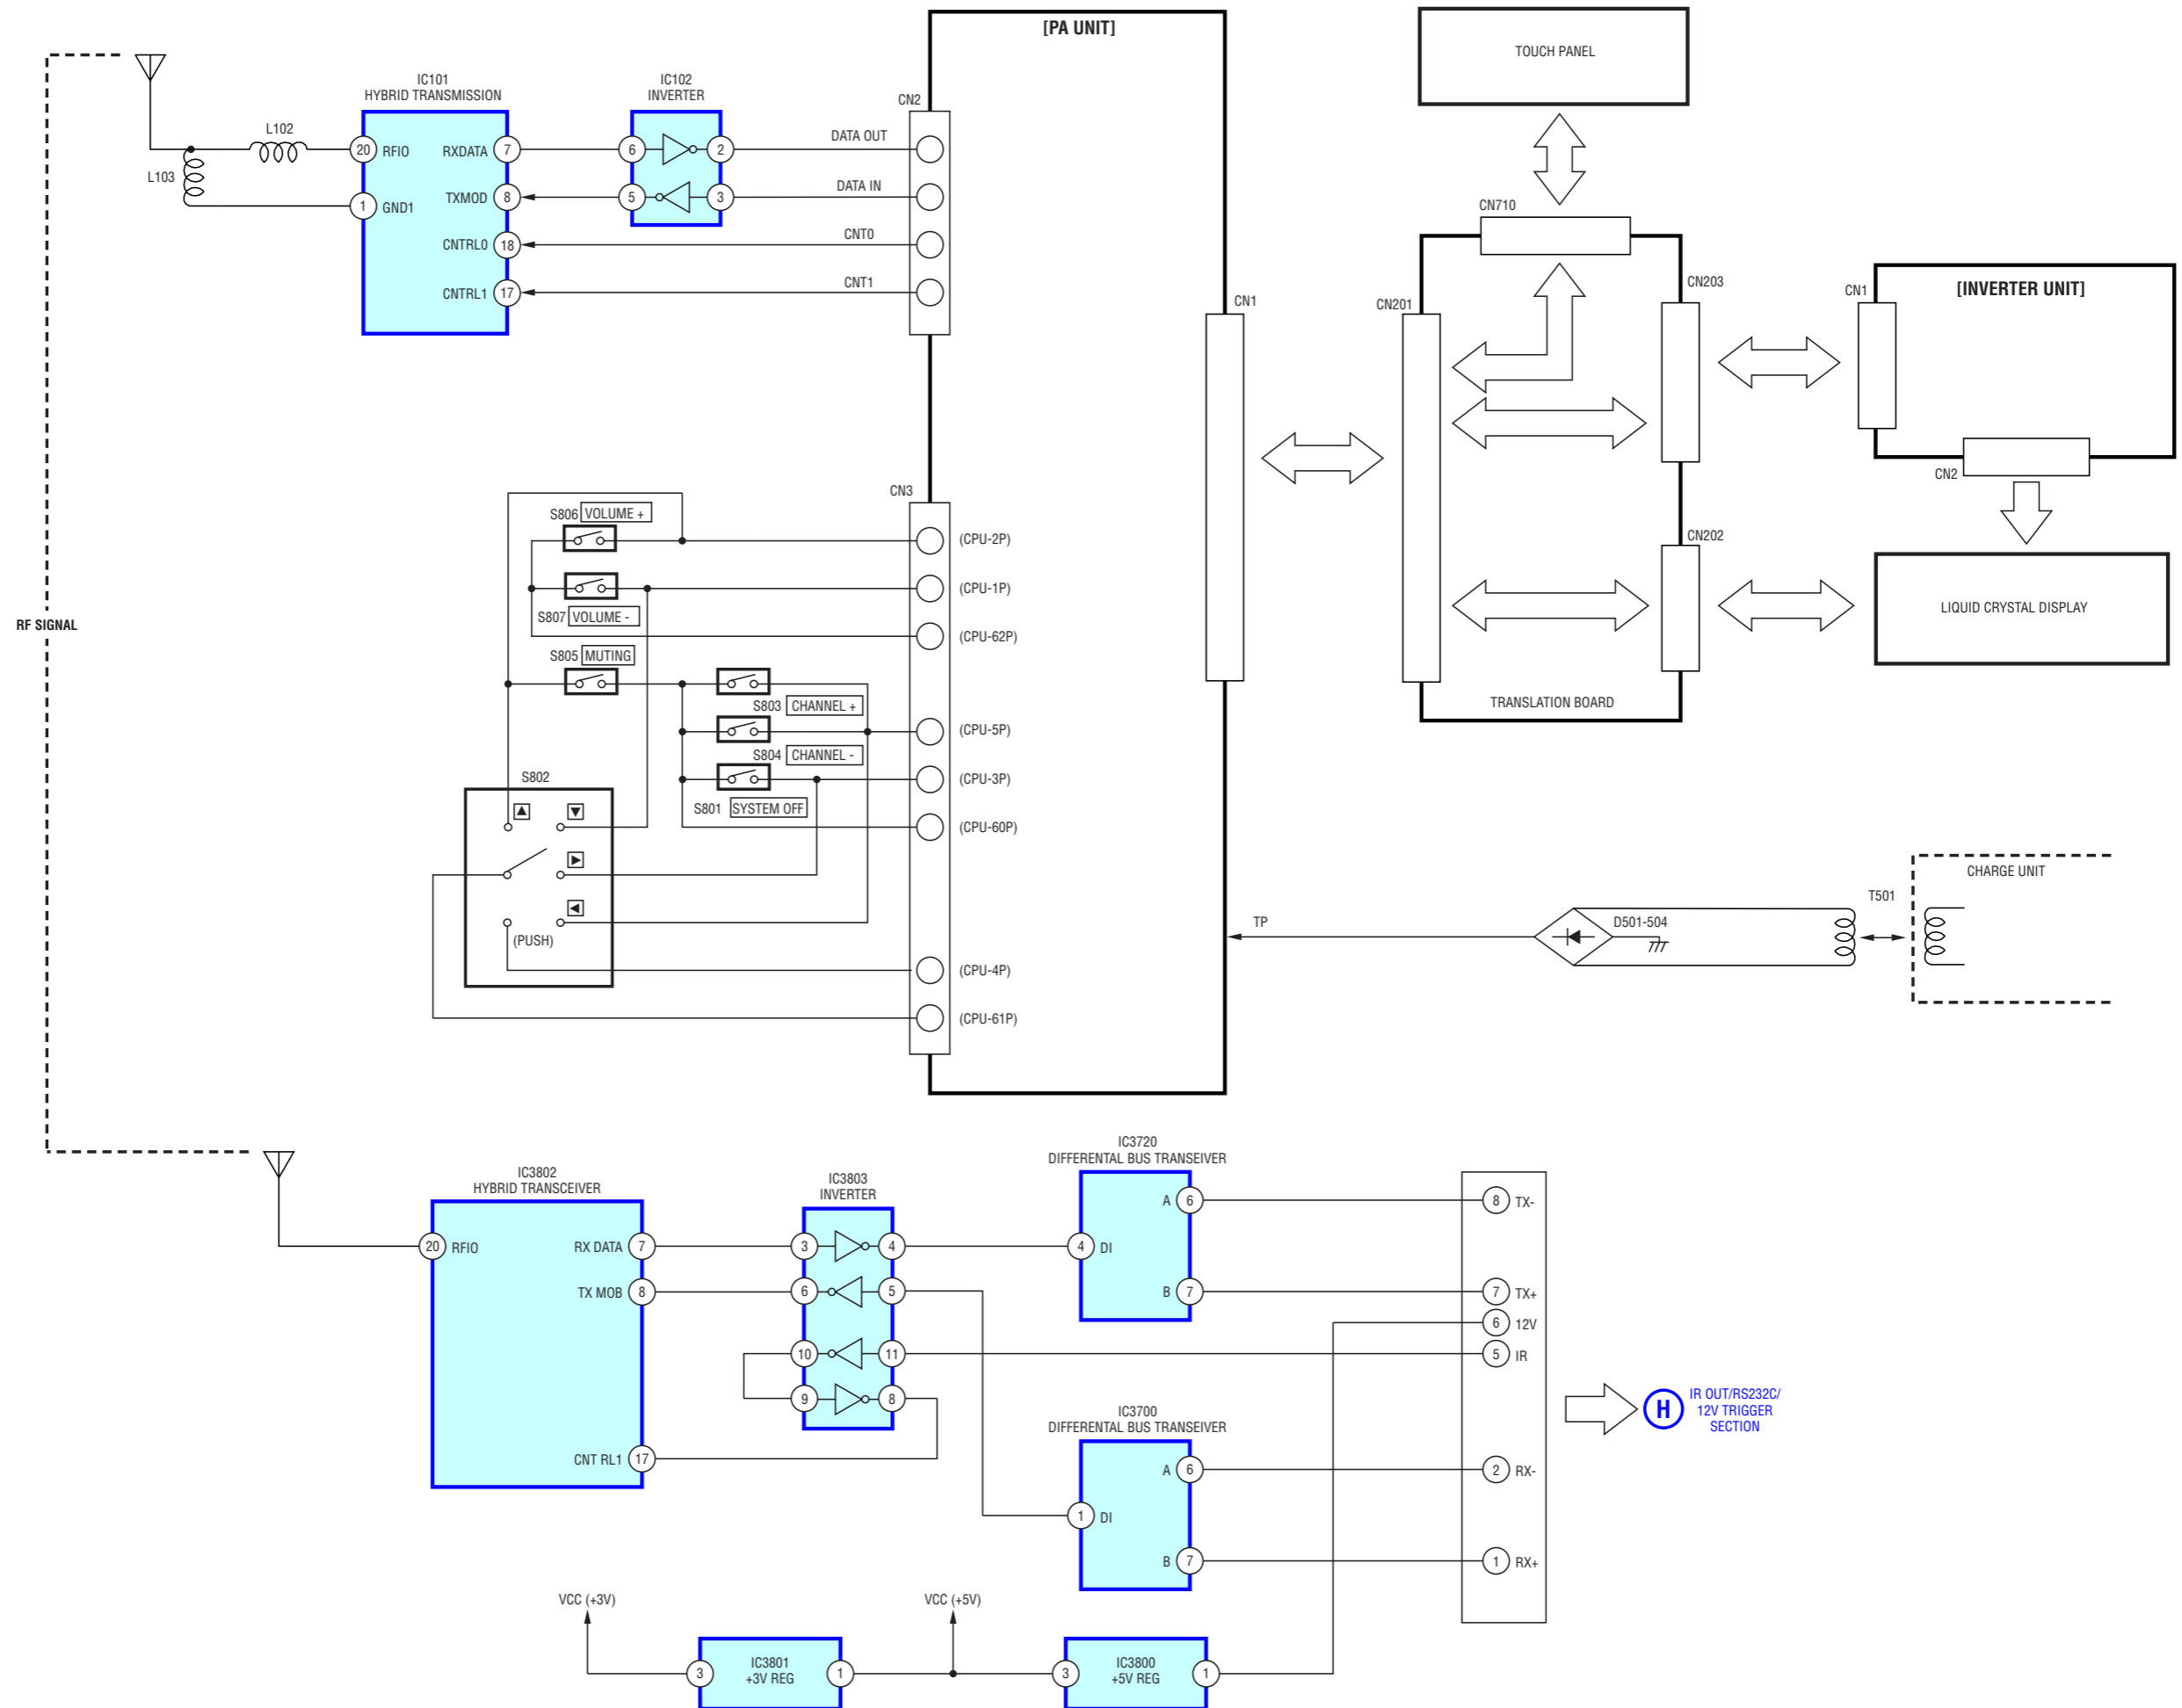 [PA UNIT]
TOUCH PANEL
IC101
HYBRID TRANSMISSION
IC102
INVERTER
CN2
L102
L103
20 RFIO
1 GND1
RXDATA 7
TXMOD 8
CNTRL0 18
CNTRL1 17
6 2
5 3
DATA OUT
DATA IN
CNT0
CNT1
CN710
CN1
CN201
CN203
CN1
[INVERTER UNIT]
CN2
CN202
LIQUID CRYSTAL DISPLAY
TRANSLATION BOARD
RF SIGNAL
CN3
S806 VOLUME +
(CPU-2P)
(CPU-1P)
S807 VOLUME -
(CPU-62P)
S805 MUTING
S803 CHANNEL +
(CPU-5P)
S804 CHANNEL -
(CPU-3P)
S801 SYSTEM OFF
(CPU-60P)
S802
(PUSH)
(CPU-4P)
(CPU-61P)
TP
D501-504
T501
CHARGE UNIT
IC3802
HYBRID TRANSCEIVER
20 RFIO
RX DATA 7
TX MOB 8
CNT RL1 17
IC3803
INVERTER
3 4
6 5
10 11
9 8
IC3720
DIFFERENTAL BUS TRANSEIVER
A 6
4 DI
B 7
IC3700
DIFFERENTAL BUS TRANSEIVER
A 6
1 DI
B 7
8 TX-
7 TX+
6 12V
5 IR
2 RX-
1 RX+
H
IR OUT/RS232C/
12V TRIGGER
SECTION
VCC (+3V)
VCC (+5V)
3 IC3801 1
+3V REG
3 IC3800 1
+5V REG